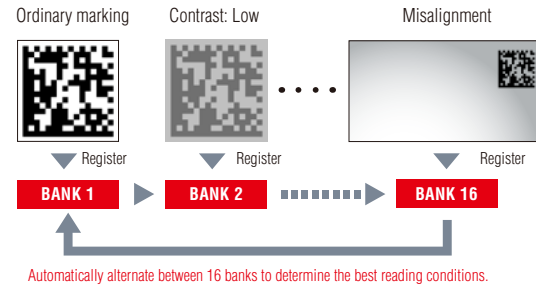 Ordinary marking
Contrast: Low
Misalignment
Register
Register
Register
BANK 1
BANK 2
BANK 16
Automatically alternate between 16 banks to determine the best reading conditions.